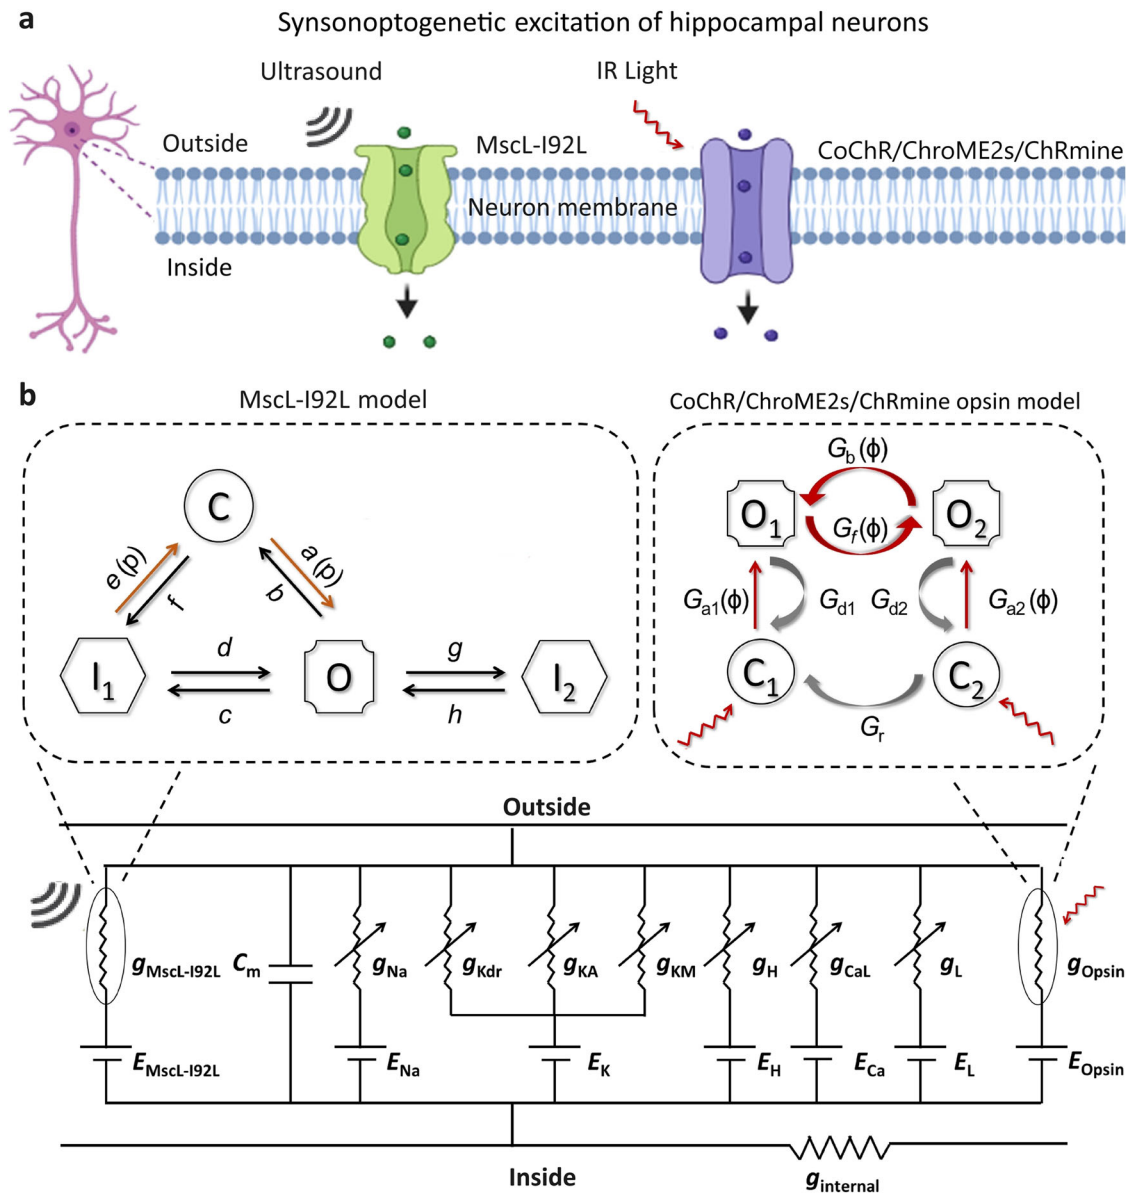 a
Synsonoptogenetic excitation of hippocampal neurons
Ultrasound
IR Light
Outside
MscL-I92L
CoChR/ChroME2s/ChRmine
Neuron membrane
Inside
b
MscL-I92L model
CoChR/ChroME2s/ChRmine opsin model
C
e(p)
f
a(p)
b
I1
d
c
O
g
h
I2
Gb(ϕ)
O1
Gf(ϕ)
O2
Ga1(ϕ)
Gd1
Gd2
Ga2(ϕ)
C1
C2
Gr
Outside
gMscL-I92L
Cm
gNa
gKdr
gKA
gKM
gH
gCaL
gL
gOpsin
EMscL-I92L
ENa
EK
EH
ECa
EL
EOpsin
Inside
ginternal